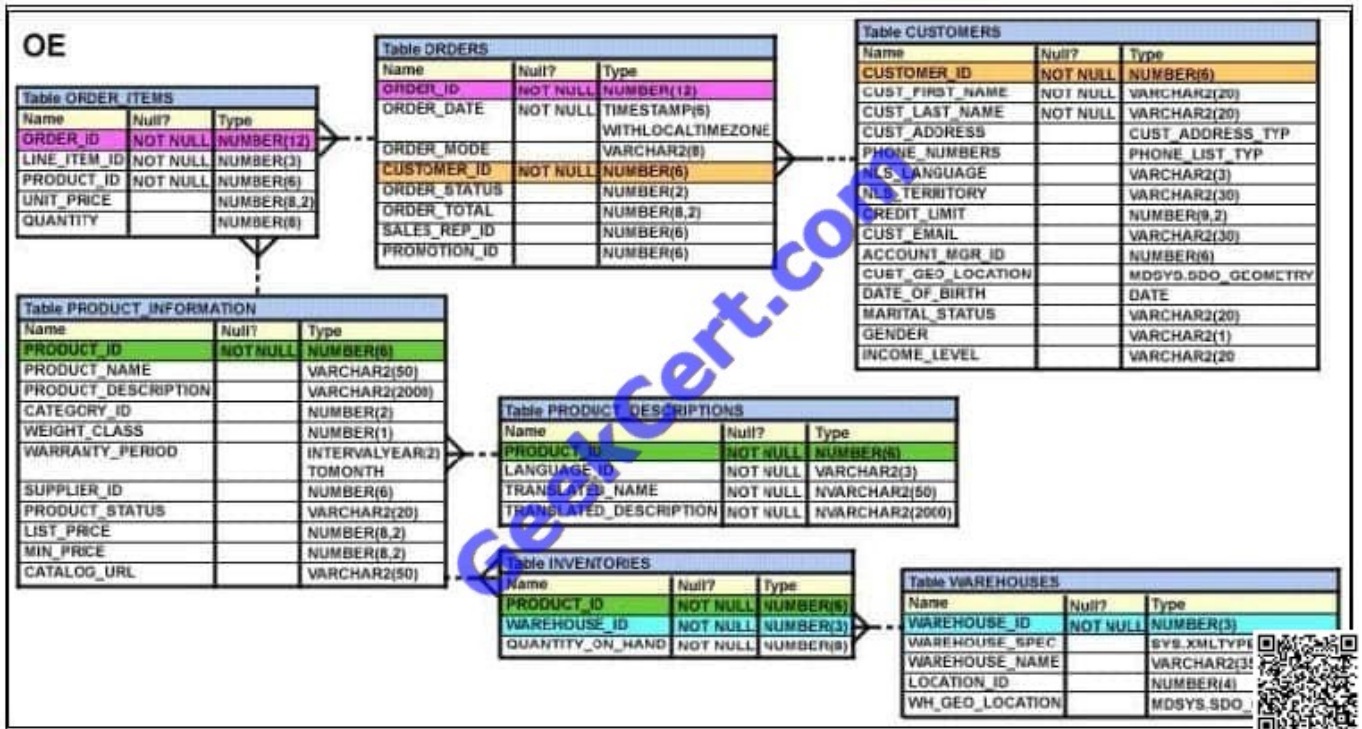 OE
Table ORDER_ITEMS
Name Null? Type
ORDER_ID NOT NULL NUMBER(12)
LINE_ITEM_ID NOT NULL NUMBER(3)
PRODUCT_ID NOT NULL NUMBER(6)
UNIT_PRICE NUMBER(8,2)
QUANTITY NUMBER(8)
Table ORDERS
Name Null? Type
ORDER_ID NOT NULL NUMBER(12)
ORDER_DATE NOT NULL TIMESTAMP(6)
WITHLOCALTIMEZONE
ORDER_MODE VARCHAR2(8)
CUSTOMER_ID NOT NULL NUMBER(6)
ORDER_STATUS NUMBER(2)
ORDER_TOTAL NUMBER(8,2)
SALES_REP_ID NUMBER(6)
PROMOTION_ID NUMBER(6)
Table CUSTOMERS
Name Null? Type
CUSTOMER_ID NOT NULL NUMBER(6)
CUST_FIRST_NAME NOT NULL VARCHAR2(20)
CUST_LAST_NAME NOT NULL VARCHAR2(20)
CUST_ADDRESS CUST_ADDRESS_TYP
PHONE_NUMBERS PHONE_LIST_TYP
NLS_LANGUAGE VARCHAR2(3)
NLS_TERRITORY VARCHAR2(30)
CREDIT_LIMIT NUMBER(9,2)
CUST_EMAIL VARCHAR2(30)
ACCOUNT_MGR_ID NUMBER(6)
CUST_GEO_LOCATION MDSYS.SDO_GEOMETRY
DATE_OF_BIRTH DATE
MARITAL_STATUS VARCHAR2(20)
GENDER VARCHAR2(1)
INCOME_LEVEL VARCHAR2(20
Table PRODUCT_INFORMATION
Name Null? Type
PRODUCT_ID NOT NULL NUMBER(6)
PRODUCT_NAME VARCHAR2(50)
PRODUCT_DESCRIPTION VARCHAR2(2000)
CATEGORY_ID NUMBER(2)
WEIGHT_CLASS NUMBER(1)
WARRANTY_PERIOD INTERVALYEAR(2)
TOMONTH
SUPPLIER_ID NUMBER(6)
PRODUCT_STATUS VARCHAR2(20)
LIST_PRICE NUMBER(8,2)
MIN_PRICE NUMBER(8,2)
CATALOG_URL VARCHAR2(50)
Table PRODUCT_DESCRIPTIONS
Name Null? Type
PRODUCT_ID NOT NULL NUMBER(6)
LANGUAGE_ID NOT NULL VARCHAR2(3)
TRANSLATED_NAME NOT NULL NVARCHAR2(50)
TRANSLATED_DESCRIPTION NOT NULL NVARCHAR2(2000)
Table INVENTORIES
Name Null? Type
PRODUCT_ID NOT NULL NUMBER(6)
WAREHOUSE_ID NOT NULL NUMBER(3)
QUANTITY_ON_HAND NOT NULL NUMBER(8)
Table WAREHOUSES
Name Null? Type
WAREHOUSE_ID NOT NULL NUMBER(3)
WAREHOUSE_SPEC SYS.XMLTYPE
WAREHOUSE_NAME VARCHAR2(35
LOCATION_ID NUMBER(4)
WH_GEO_LOCATION MDSYS.SDO_
GeekCert.com